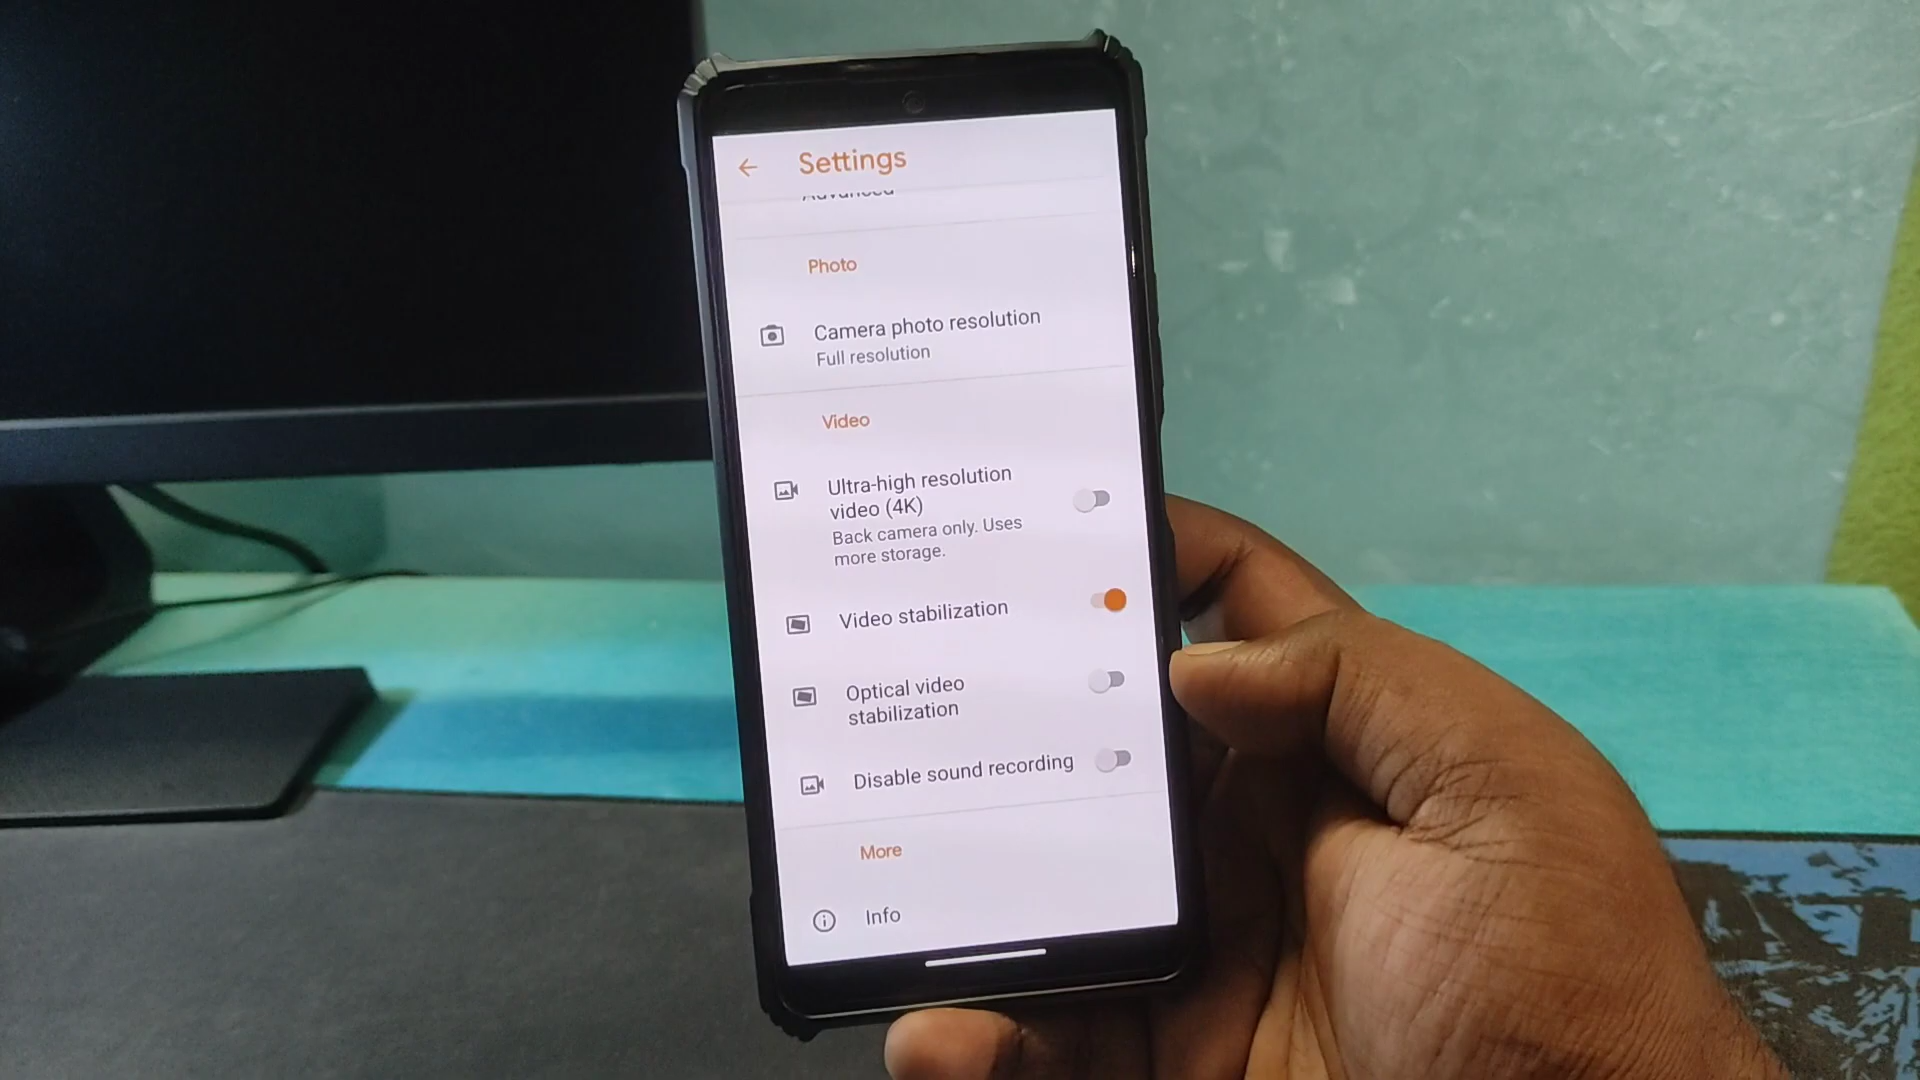 Settings
Advanced
Photo
Camera photo resolution
Full resolution
Video
Ultra-high resolution
video (4K)
Back camera only. Uses
more storage.
Video stabilization
Optical video
stabilization
Disable sound recording
More
Info